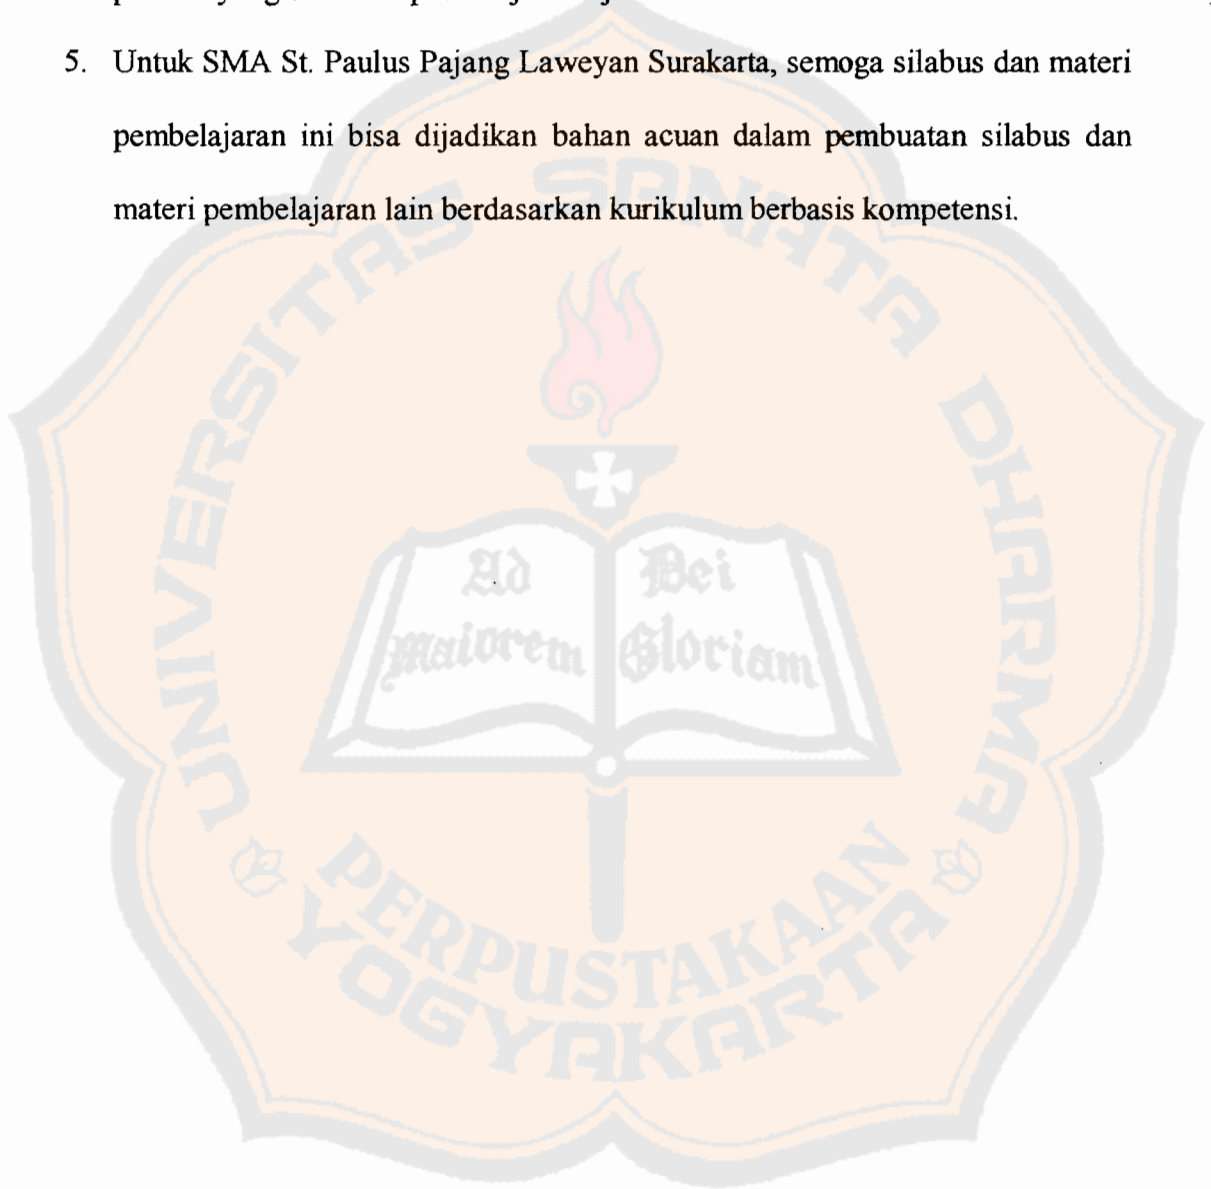 5. Untuk SMA St. Paulus Pajang Laweyan Surakarta, semoga silabus dan materi
pembelajaran ini bisa dijadikan bahan acuan dalam pembuatan silabus dan
materi pembelajaran lain berdasarkan kurikulum berbasis kompetensi.
UNIVERSITAS SANATA DHARMA
Ad Dei
maiorem Gloriam
PERPUSTAKAAN
YOGYAKARTA